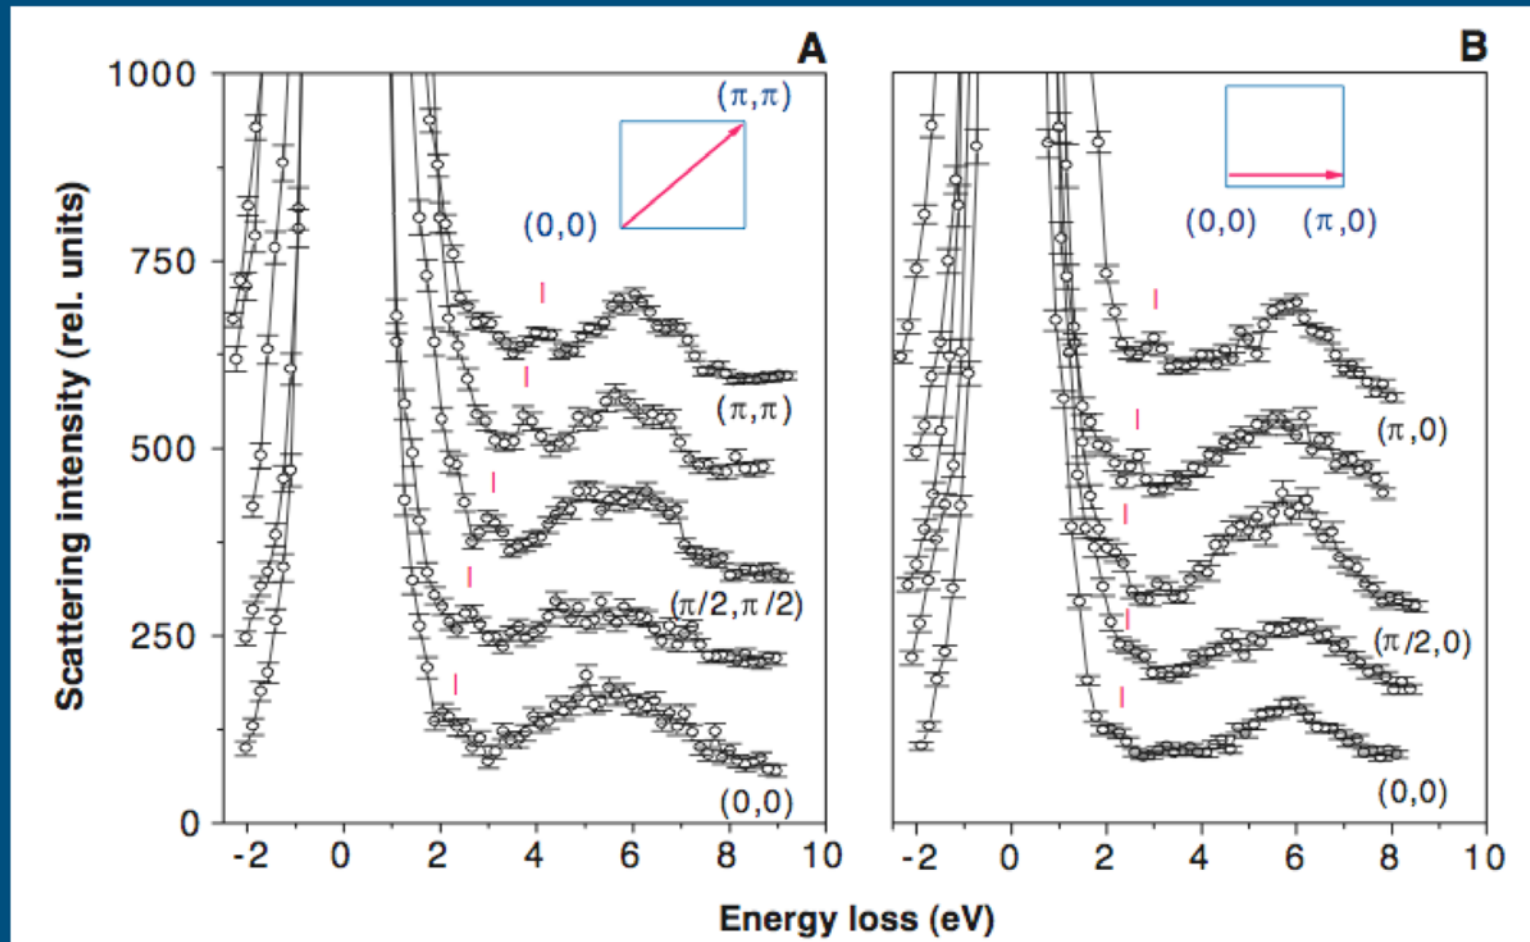 A
B
1000
750
500
250
0
Scattering intensity (rel. units)
(π,π)
(0,0)
(π,π)
(π/2,π/2)
(0,0)
-2 0 2 4 6 8 10
(0,0) (π,0)
(π,0)
(π/2,0)
(0,0)
-2 0 2 4 6 8 10
Energy loss (eV)